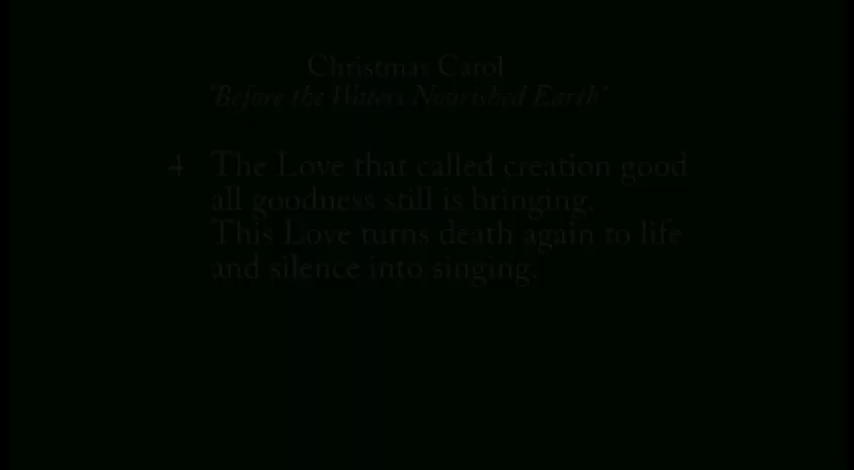 Christmas Carol
"Before the Waters Nourished Earth"
4 The Love that called creation good
all goodness still is bringing.
This Love turns death again to life
and silence into singing.